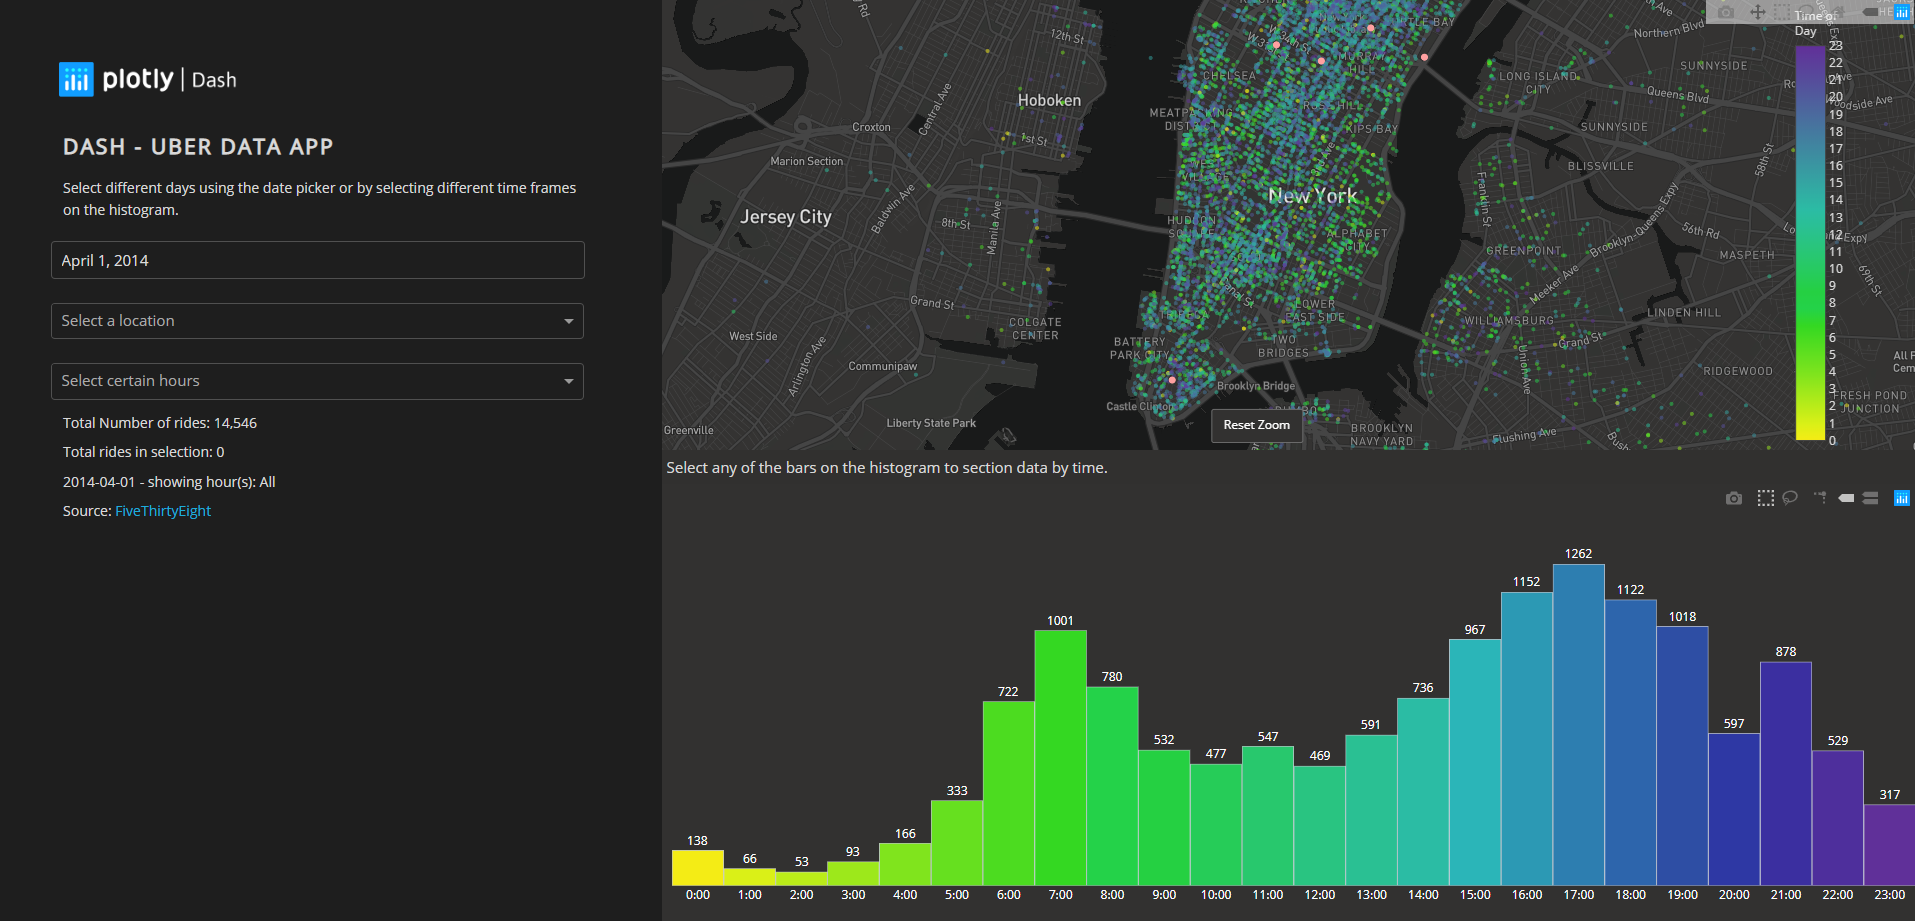 plotly | Dash
DASH - UBER DATA APP
Select different days using the date picker or by selecting different time frames
on the histogram.
April 1, 2014
Select a location
Select certain hours
Total Number of rides: 14,546
Total rides in selection: 0
2014-04-01 - showing hour(s): All
Source: FiveThirtyEight
12th St
Hoboken
Central Ave
Croxton
1st St
Marion Section
Baldwin Ave
Jersey City
8th St
Manila Ave
Grand St
COLGATE
CENTER
West Side
Arlington Ave
Communipaw
Liberty State Park
Greenville
TURTLE BAY
W 34th St
MURRAY
HILL
CHELSEA
ROSE HILL
MEATPACKING
DISTRICT
KIPS BAY
New York
HUDSON
SQUARE
ALPHABET
CITY
Canal St
LOWER
EAST SIDE
TRIBECA
BATTERY
PARK CITY
TWO
BRIDGES
Brooklyn Bridge
Castle Clinton
DUMBO
Reset Zoom
BROOKLYN
NAVY YARD
Northern Blvd
SUNNYSIDE
LONG ISLAND
CITY
Queens Blvd
Woodside Ave
SUNNYSIDE
BLISSVILLE
58th St
Franklin St
Brooklyn-Queens Expy
56th Rd
GREENPOINT
MASPETH
Meeker Ave
69th St
WILLIAMSBURG
LINDEN HILL
Grand St
Union Ave
RIDGEWOOD
FRESH POND
JUNCTION
Flushing Ave
Time of
Day
23
22
21
20
19
18
17
16
15
14
13
12
11
10
9
8
7
6
5
4
3
2
1
0
Select any of the bars on the histogram to section data by time.
138
66
53
93
166
333
722
1001
780
532
477
547
469
591
736
967
1152
1262
1122
1018
597
878
529
317
0:00 1:00 2:00 3:00 4:00 5:00 6:00 7:00 8:00 9:00 10:00 11:00 12:00 13:00 14:00 15:00 16:00 17:00 18:00 19:00 20:00 21:00 22:00 23:00